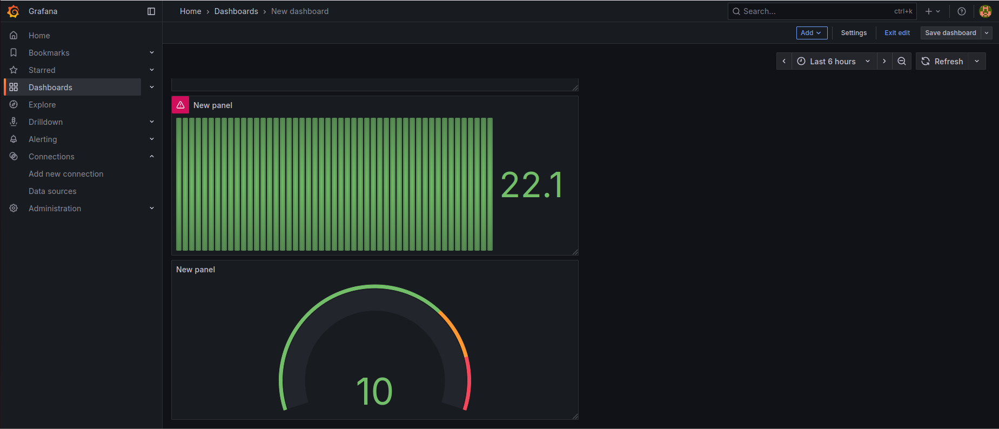 Grafana
Home › Dashboards › New dashboard
Search...
ctrl+k
Add
Settings
Exit edit
Save dashboard
Home
Bookmarks
Starred
Dashboards
Explore
Drilldown
Alerting
Connections
Add new connection
Data sources
Administration
Last 6 hours
Refresh
New panel
22.1
New panel
10